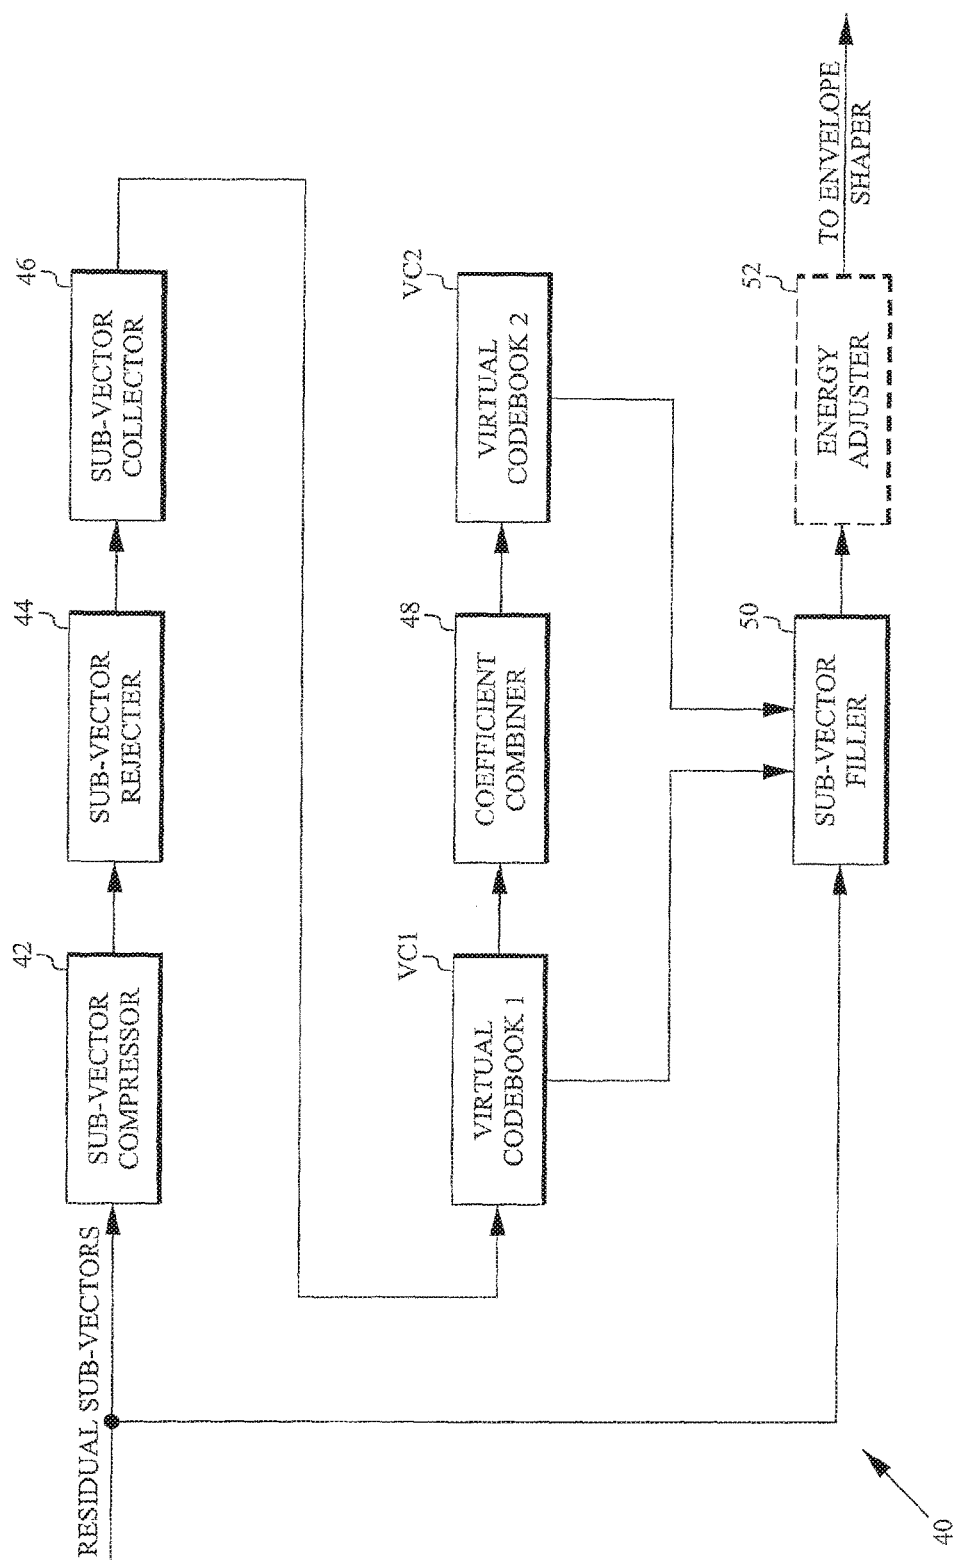 RESIDUAL SUB-VECTORS
42
SUB-VECTOR
COMPRESSOR
44
SUB-VECTOR
REJECTER
46
SUB-VECTOR
COLLECTOR
VC1
VIRTUAL
CODEBOOK 1
48
COEFFICIENT
COMBINER
VC2
VIRTUAL
CODEBOOK 2
50
SUB-VECTOR
FILLER
52
ENERGY
ADJUSTER
TO ENVELOPE
SHAPER
40